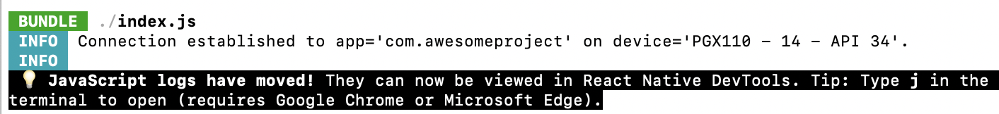 BUNDLE ./index.js
INFO Connection established to app='com.awesomeproject' on device='PGX110 - 14 - API 34'.
INFO
💡 JavaScript logs have moved! They can now be viewed in React Native DevTools. Tip: Type j in the
terminal to open (requires Google Chrome or Microsoft Edge).